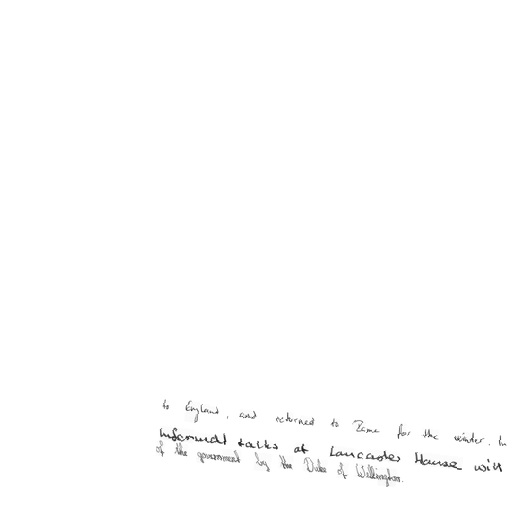 to England, and returned to Rome for the winter. In
informal talks at Lancaster House will
of the government by the Duke of Wellington.